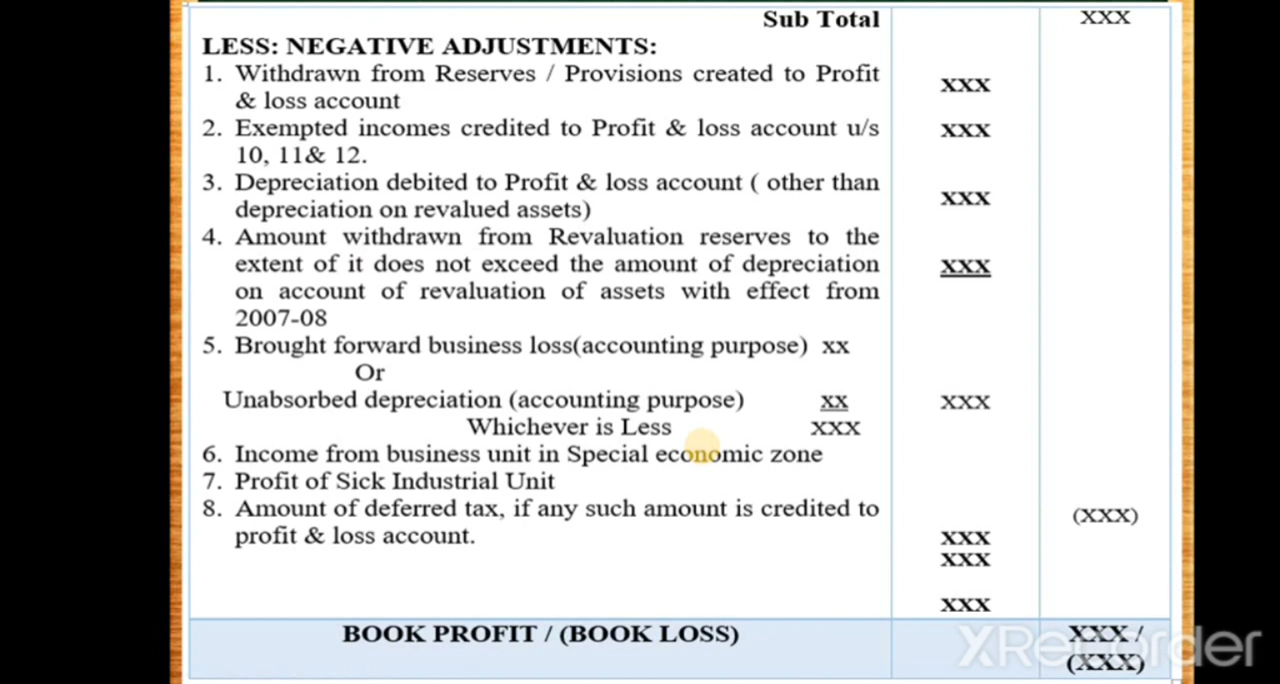 Sub Total XXX
LESS: NEGATIVE ADJUSTMENTS:
1. Withdrawn from Reserves / Provisions created to Profit
& loss account XXX
2. Exempted incomes credited to Profit & loss account u/s XXX
10, 11& 12.
3. Depreciation debited to Profit & loss account ( other than
depreciation on revalued assets) XXX
4. Amount withdrawn from Revaluation reserves to the
extent of it does not exceed the amount of depreciation XXX
on account of revaluation of assets with effect from
2007-08
5. Brought forward business loss(accounting purpose) xx
Or
Unabsorbed depreciation (accounting purpose) xx XXX
Whichever is Less XXX
6. Income from business unit in Special economic zone
7. Profit of Sick Industrial Unit
8. Amount of deferred tax, if any such amount is credited to (XXX)
profit & loss account. XXX
XXX
XXX
BOOK PROFIT / (BOOK LOSS) XXX /
(XXX)
XRecorder